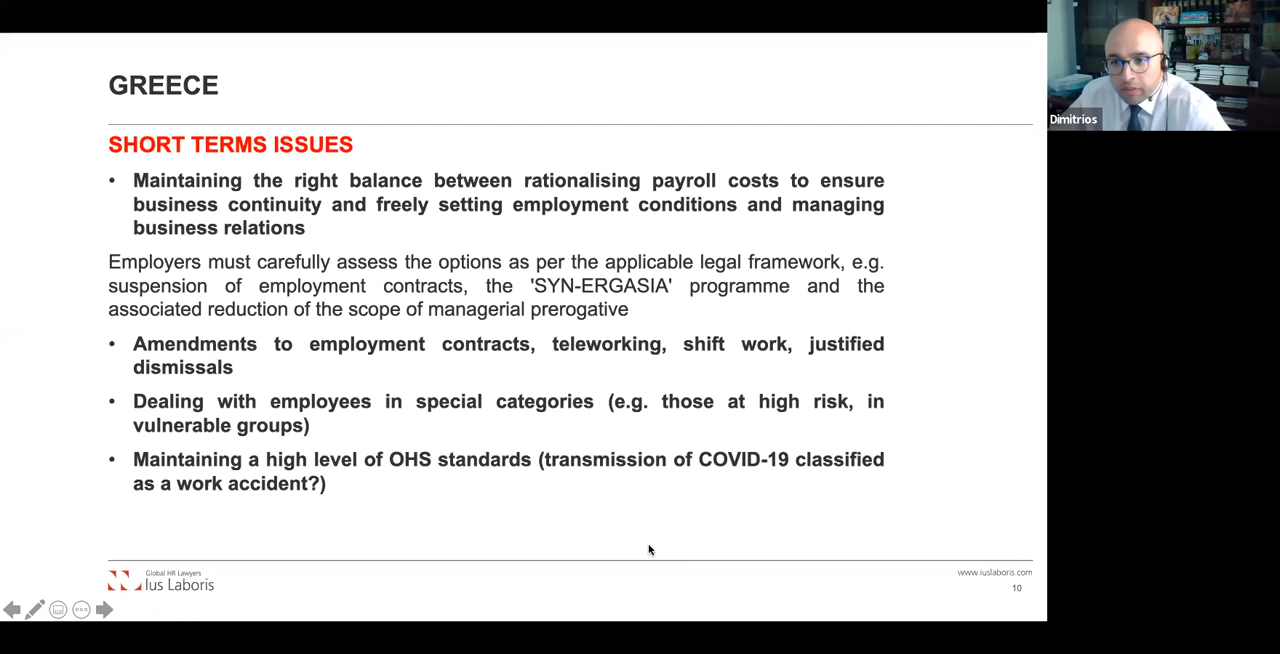 GREECE
SHORT TERMS ISSUES
• Maintaining the right balance between rationalising payroll costs to ensure
business continuity and freely setting employment conditions and managing
business relations
Employers must carefully assess the options as per the applicable legal framework, e.g.
suspension of employment contracts, the 'SYN-ERGASIA' programme and the
associated reduction of the scope of managerial prerogative
• Amendments to employment contracts, teleworking, shift work, justified
dismissals
• Dealing with employees in special categories (e.g. those at high risk, in
vulnerable groups)
• Maintaining a high level of OHS standards (transmission of COVID-19 classified
as a work accident?)
Global HR Lawyers
Ius Laboris
www.iuslaboris.com
10
Dimitrios